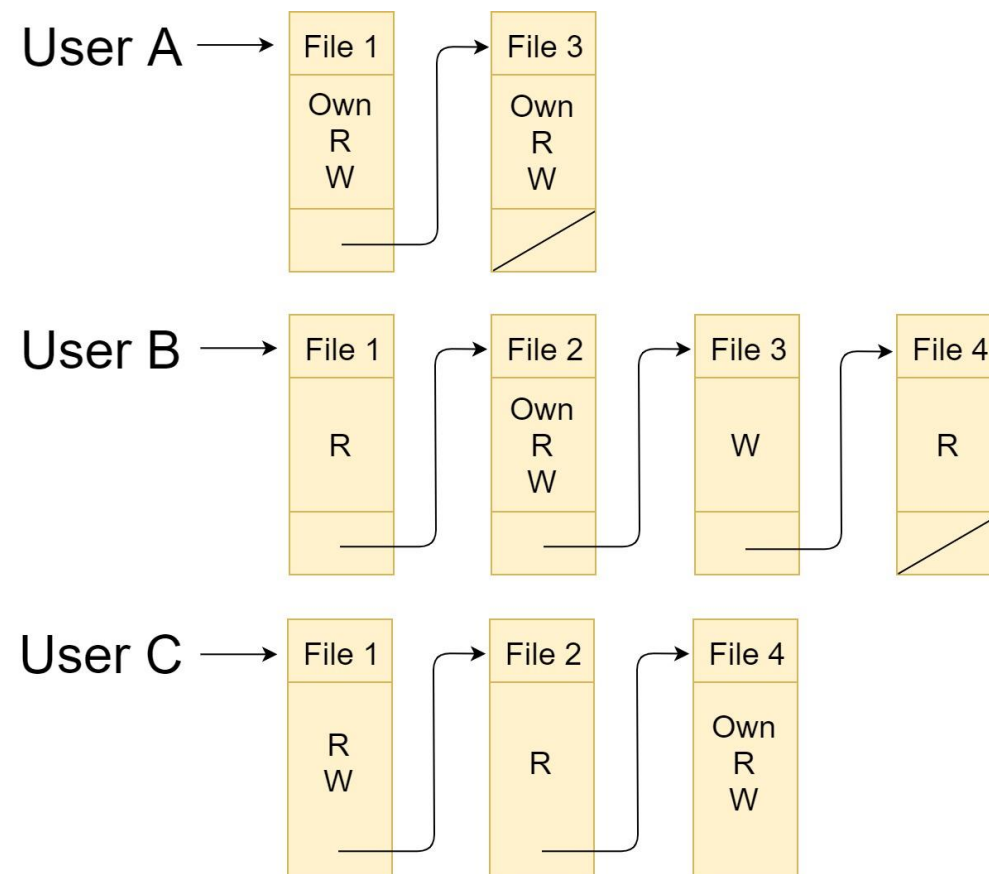 User A
File 1
Own
R
W
File 3
Own
R
W
User B
File 1
R
File 2
Own
R
W
File 3
W
File 4
R
User C
File 1
R
W
File 2
R
File 4
Own
R
W